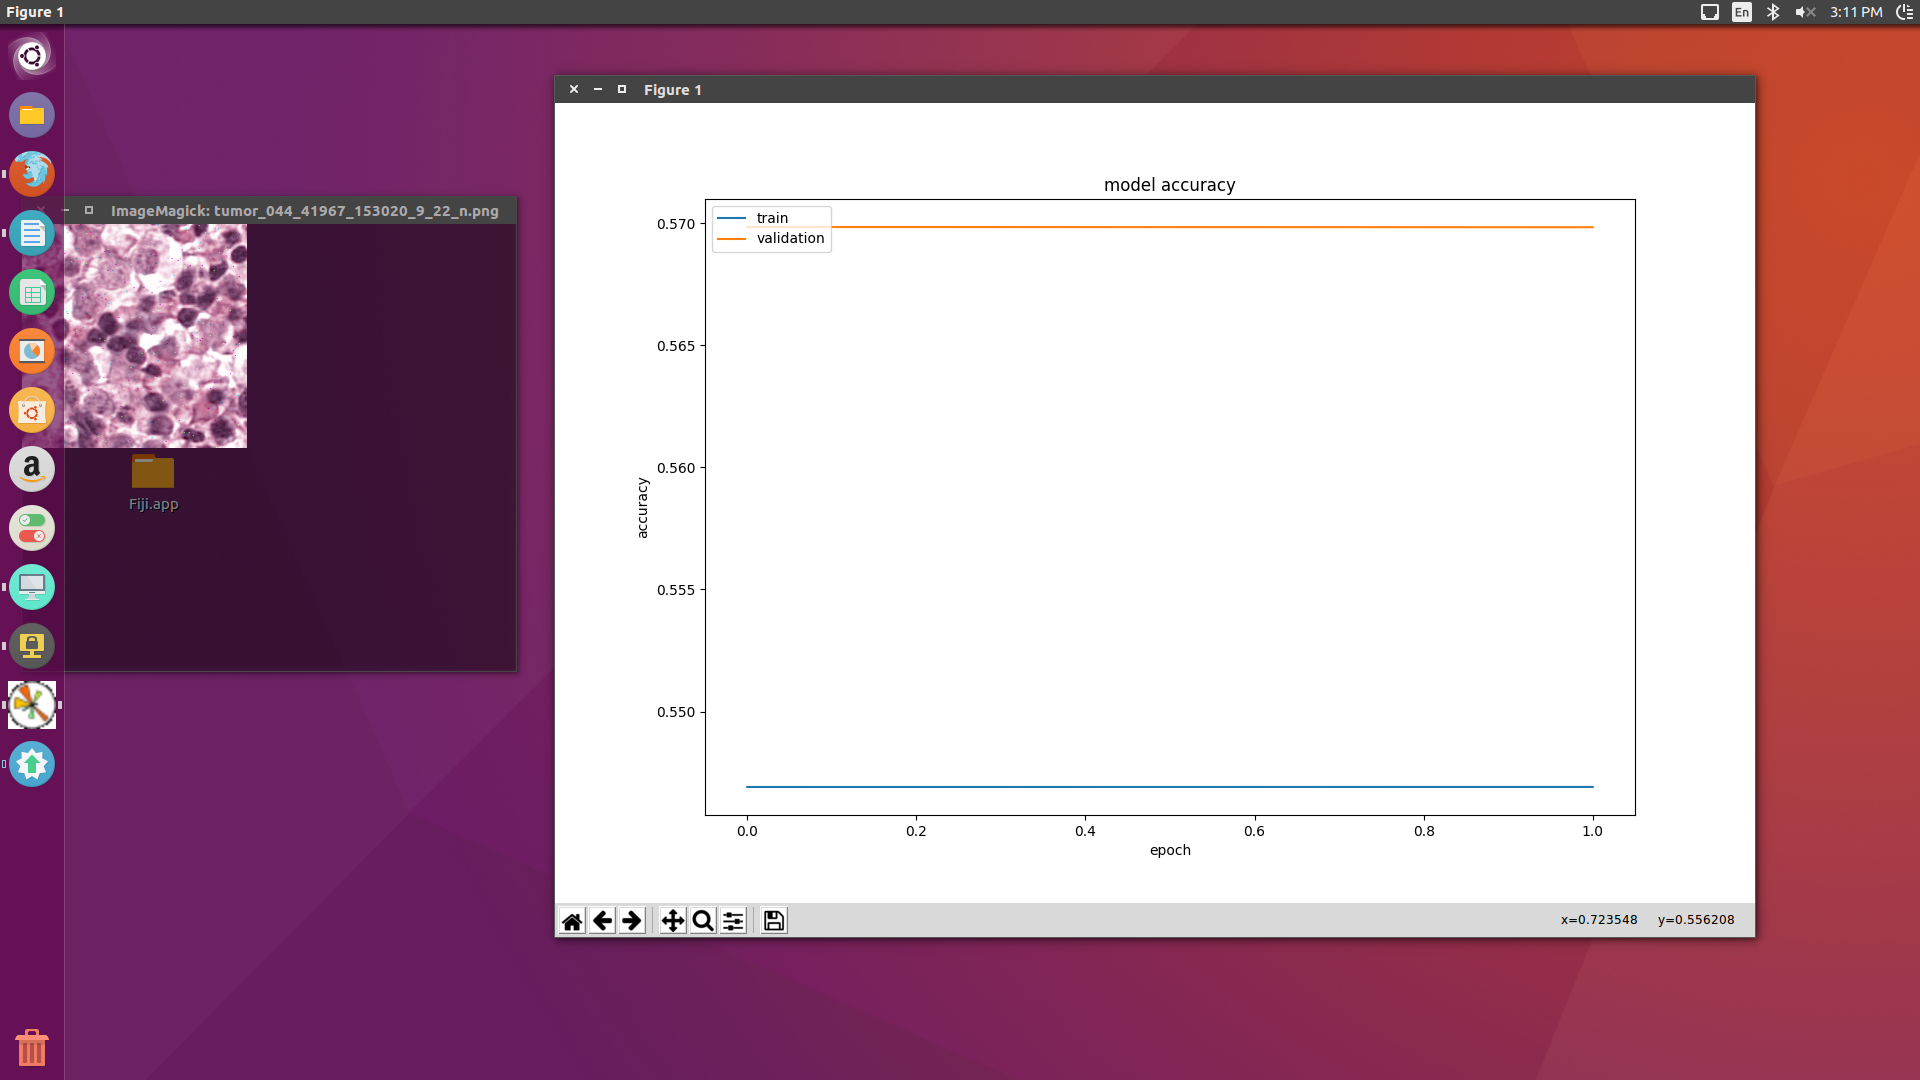 Figure 1
En
3:11 PM
ImageMagick: tumor_044_41967_153020_9_22_n.png
Fiji.app
a
Figure 1
model accuracy
train
validation
0.570
0.565
0.560
0.555
0.550
accuracy
0.0 0.2 0.4 0.6 0.8 1.0
epoch
x=0.723548 y=0.556208